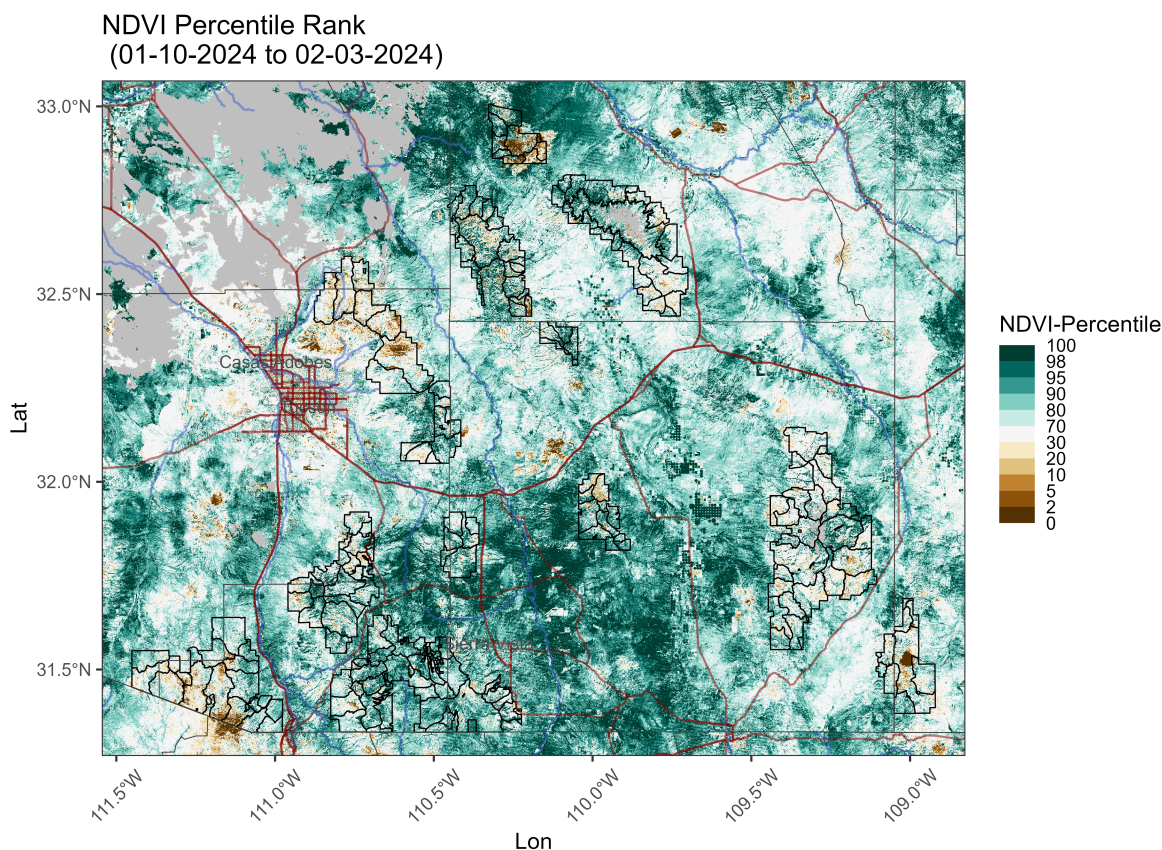 NDVI Percentile Rank
(01-10-2024 to 02-03-2024)
33.0°N
32.5°N
32.0°N
31.5°N
Lat
111.5°W
111.0°W
110.5°W
110.0°W
109.5°W
109.0°W
Lon
Casas Adobes
Sierra Vista
NDVI-Percentile
100
98
95
90
80
70
30
20
10
5
2
0